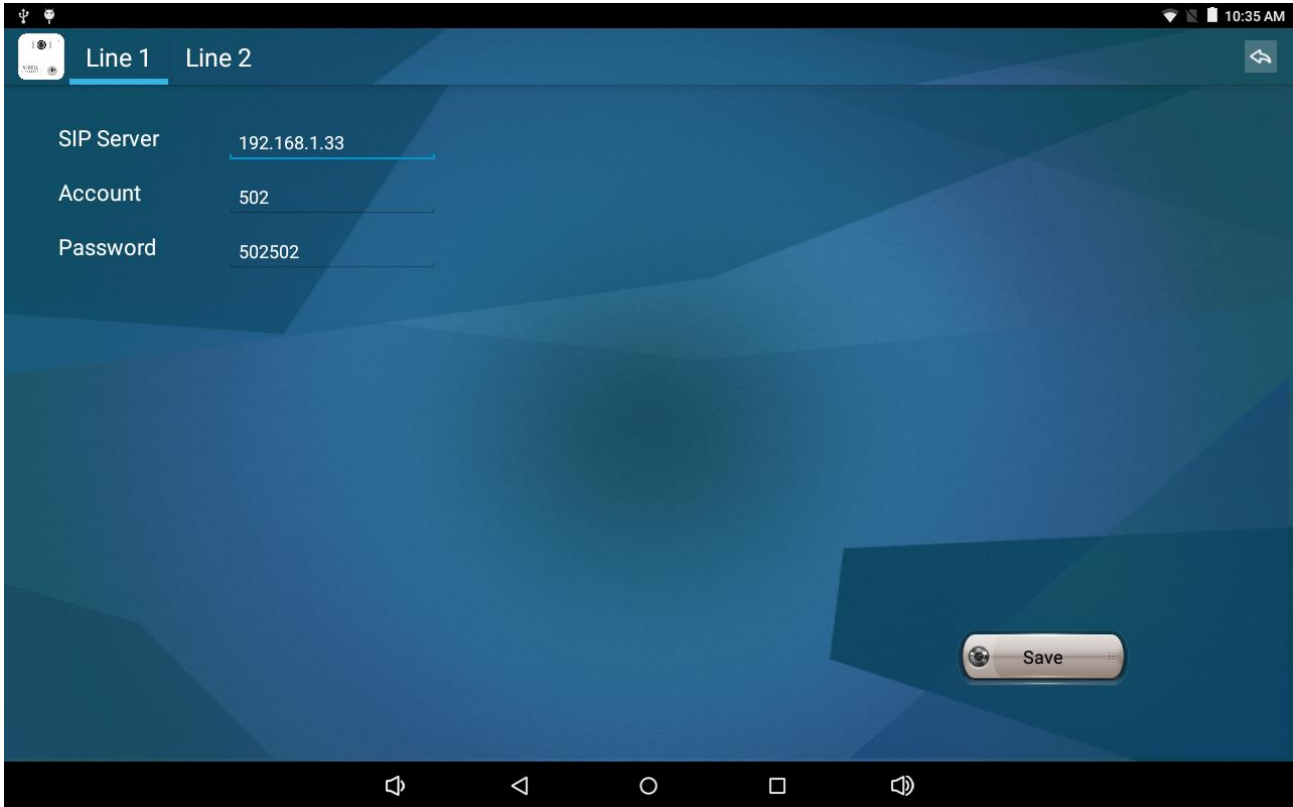 10:35 AM
Line 1 Line 2
SIP Server 192.168.1.33
Account 502
Password 502502
Save